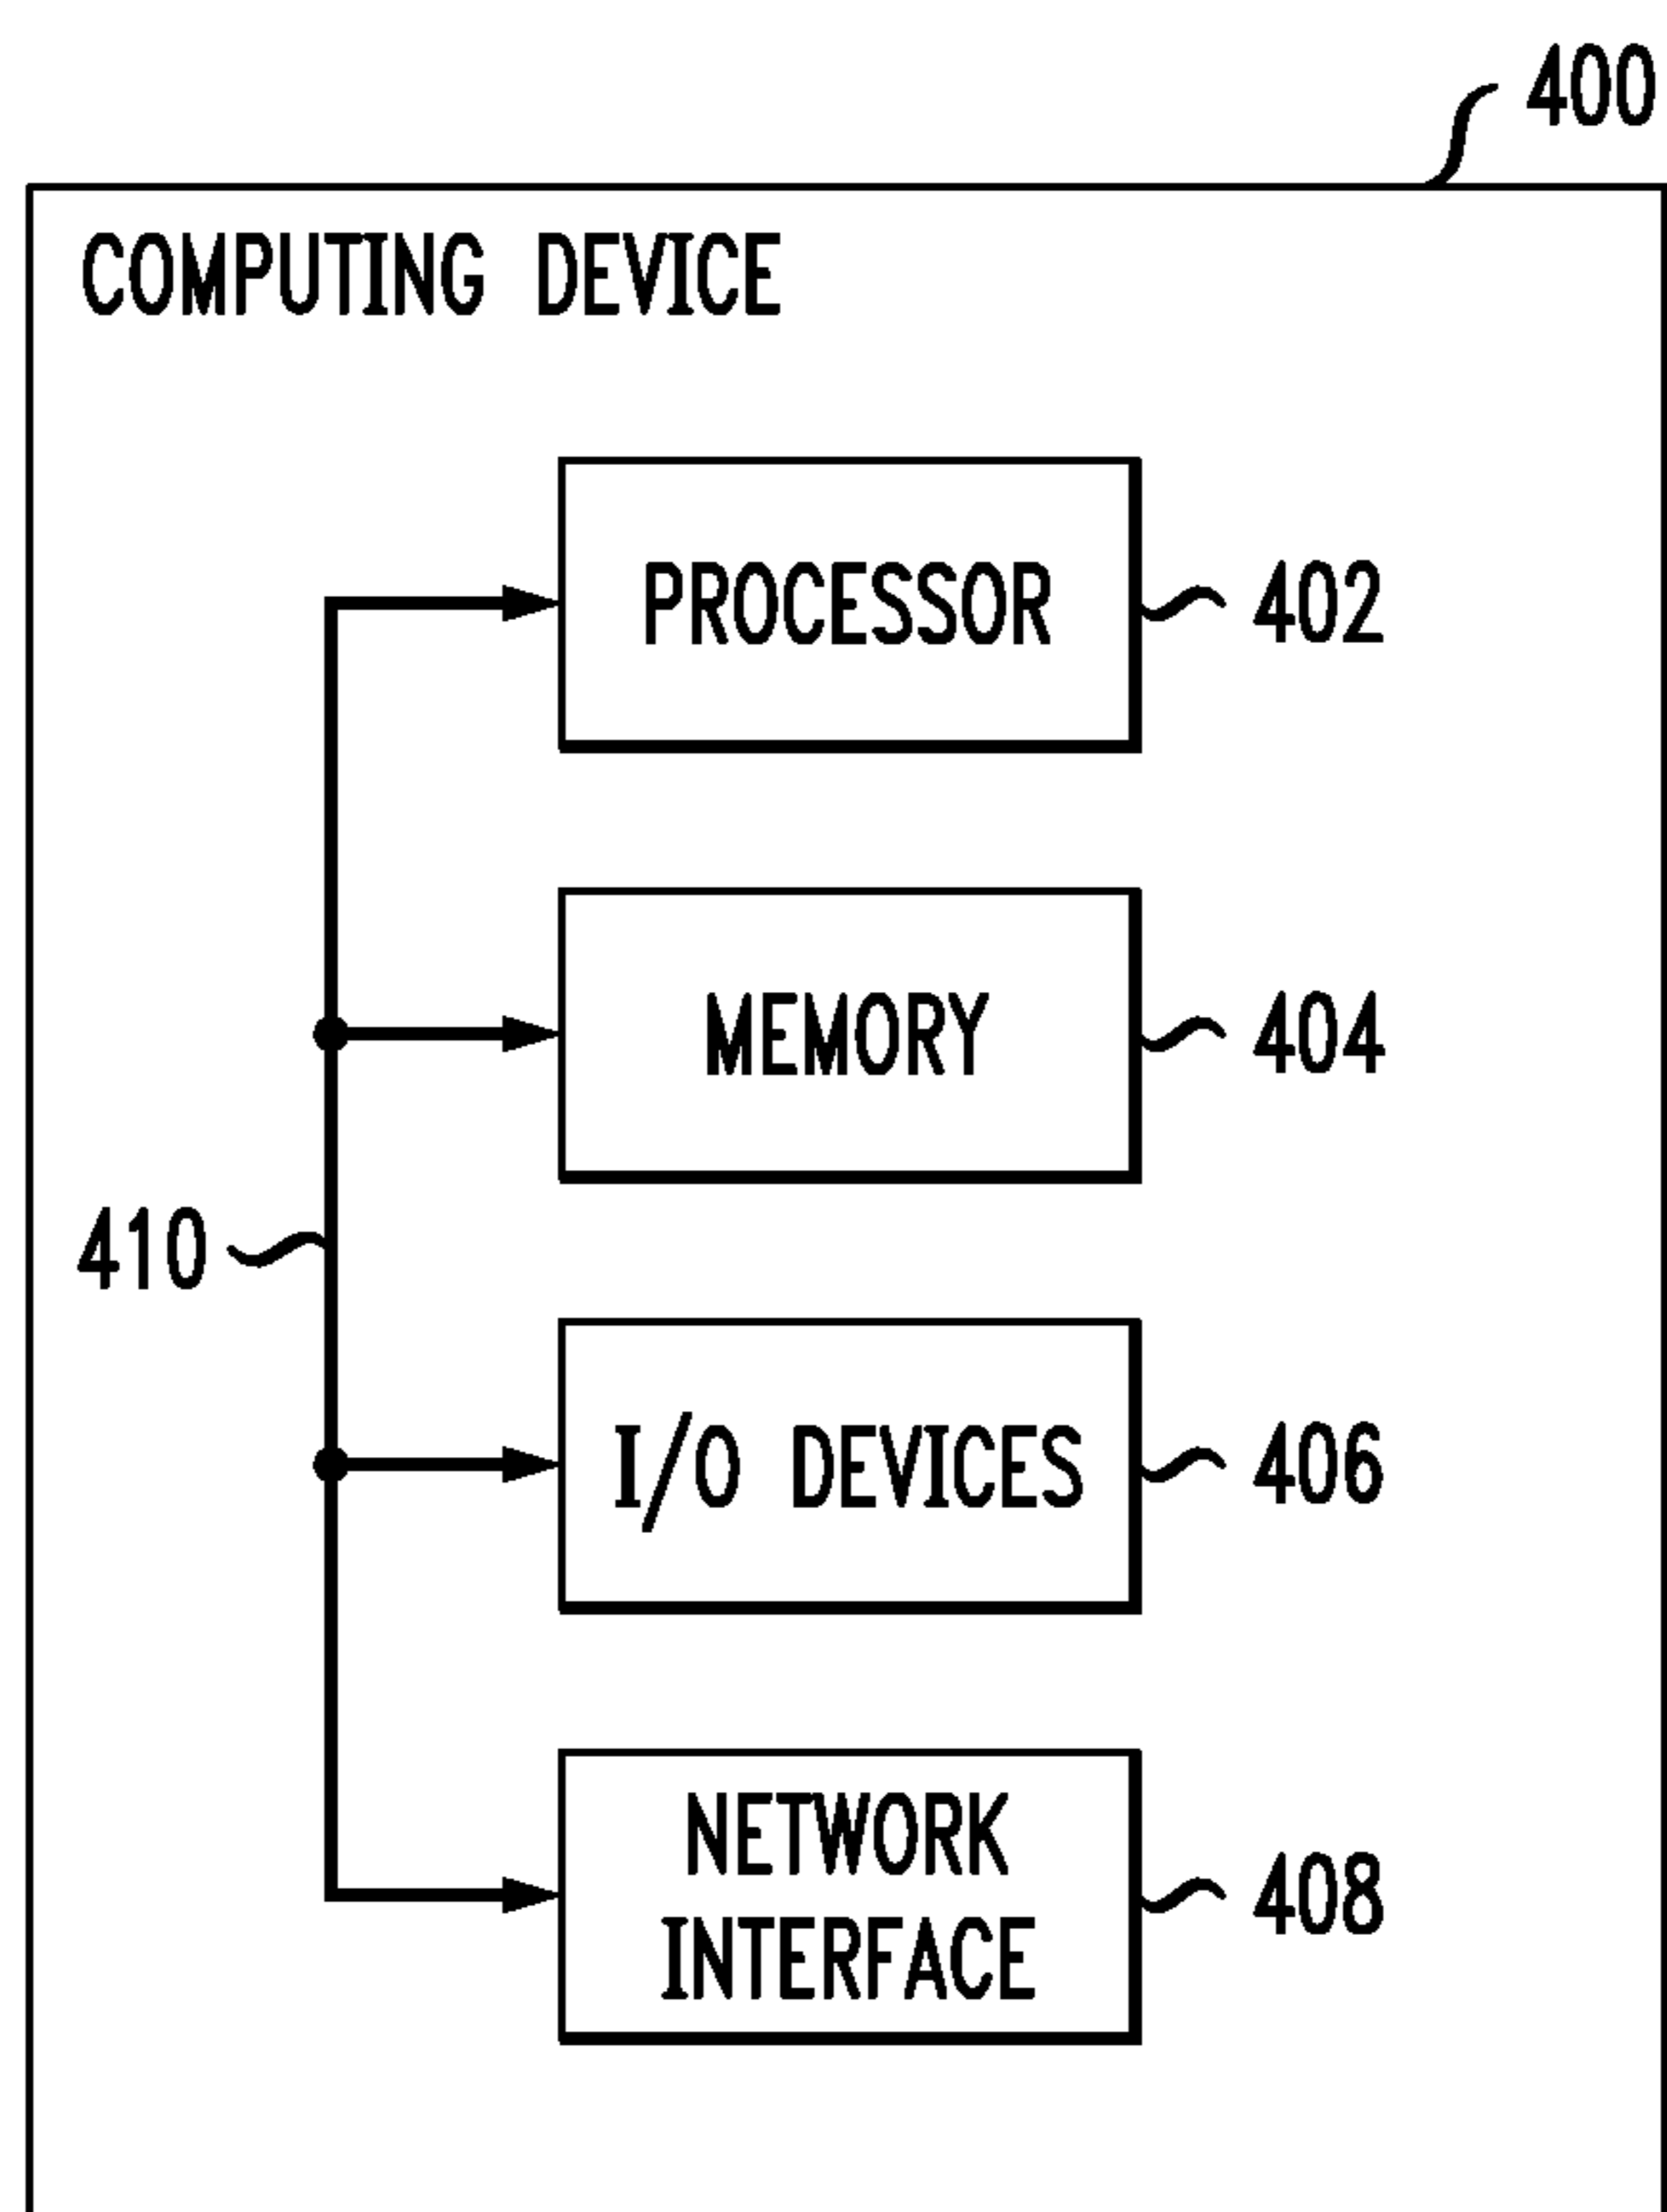 400
COMPUTING DEVICE
PROCESSOR
402
MEMORY
404
410
I/O DEVICES
406
NETWORK
INTERFACE
408